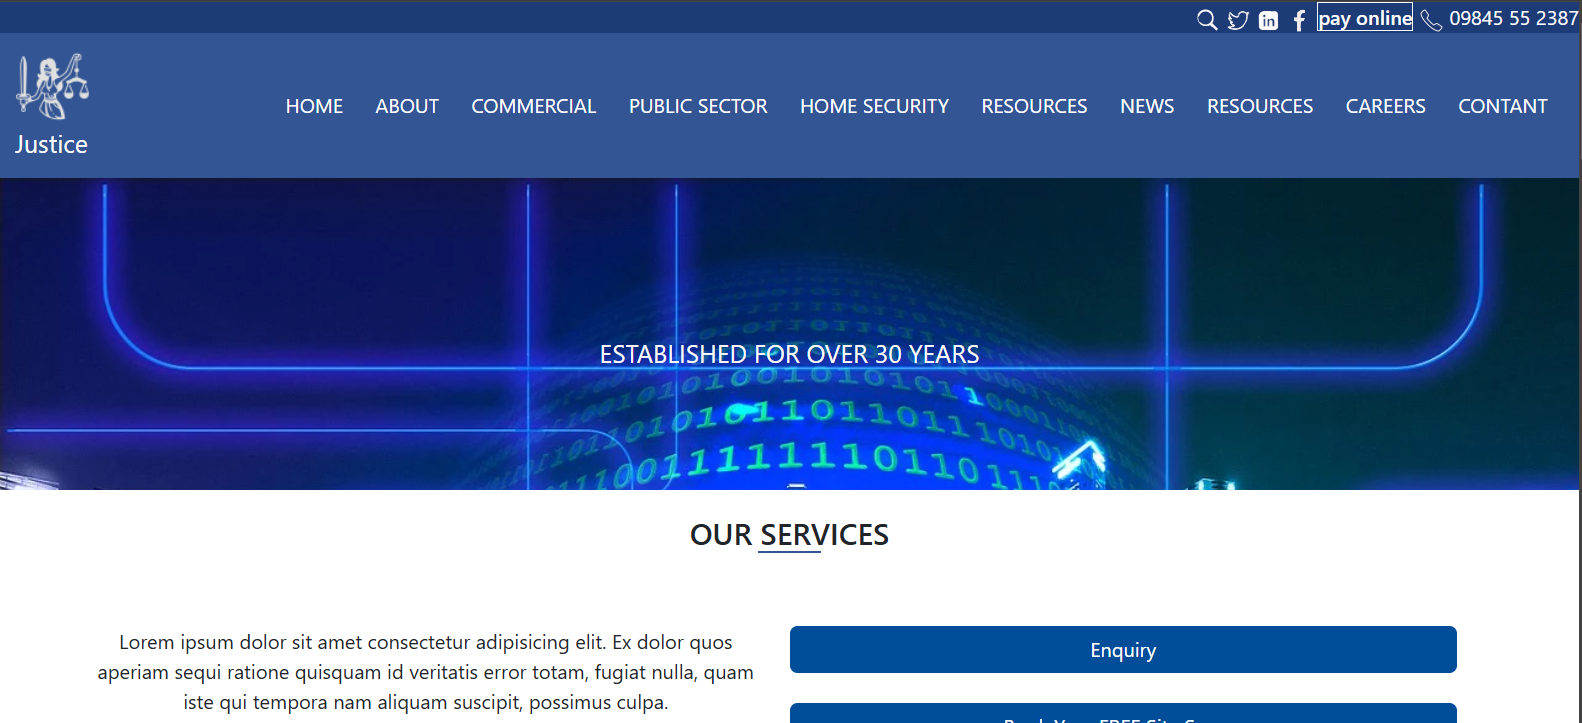 pay online 09845 55 2387
Justice
HOME ABOUT COMMERCIAL PUBLIC SECTOR HOME SECURITY RESOURCES NEWS RESOURCES CAREERS CONTANT
ESTABLISHED FOR OVER 30 YEARS
OUR SERVICES
Lorem ipsum dolor sit amet consectetur adipisicing elit. Ex dolor quos
aperiam sequi ratione quisquam id veritatis error totam, fugiat nulla, quam
iste qui tempora nam aliquam suscipit, possimus culpa.
Enquiry